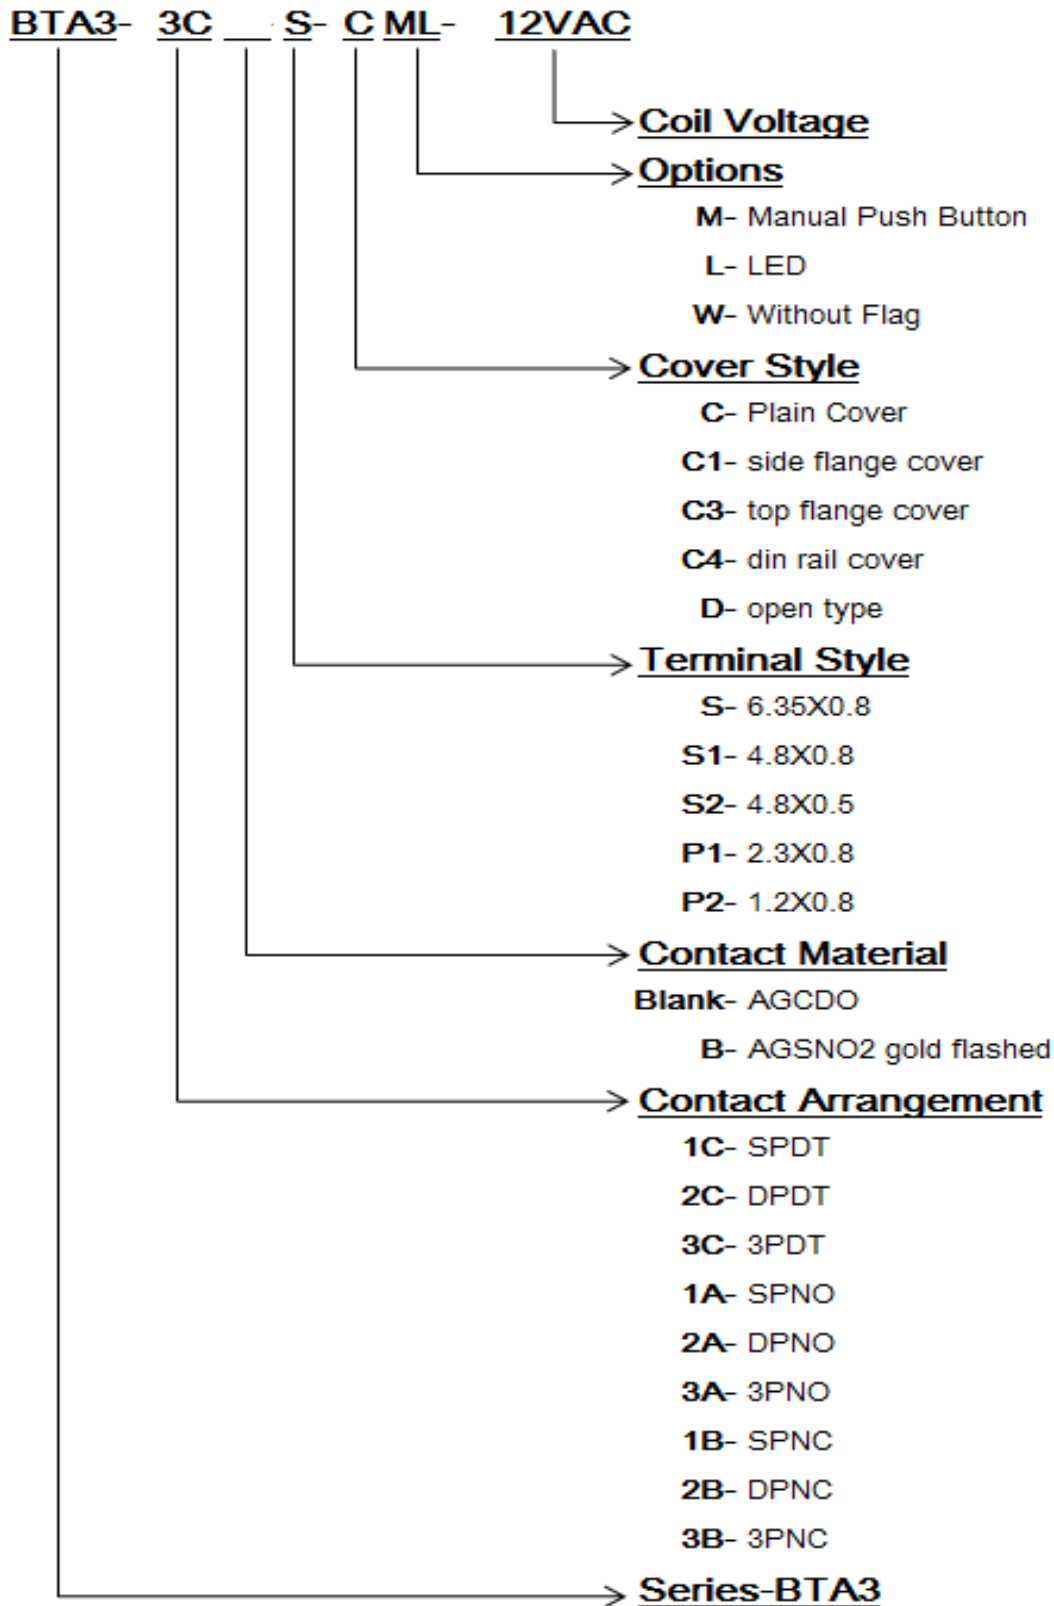 BTA3- 3C __ S- C ML- 12VAC
Coil Voltage
Options
M- Manual Push Button
L- LED
W- Without Flag
Cover Style
C- Plain Cover
C1- side flange cover
C3- top flange cover
C4- din rail cover
D- open type
Terminal Style
S- 6.35X0.8
S1- 4.8X0.8
S2- 4.8X0.5
P1- 2.3X0.8
P2- 1.2X0.8
Contact Material
Blank- AGCDO
B- AGSNO2 gold flashed
Contact Arrangement
1C- SPDT
2C- DPDT
3C- 3PDT
1A- SPNO
2A- DPNO
3A- 3PNO
1B- SPNC
2B- DPNC
3B- 3PNC
Series-BTA3